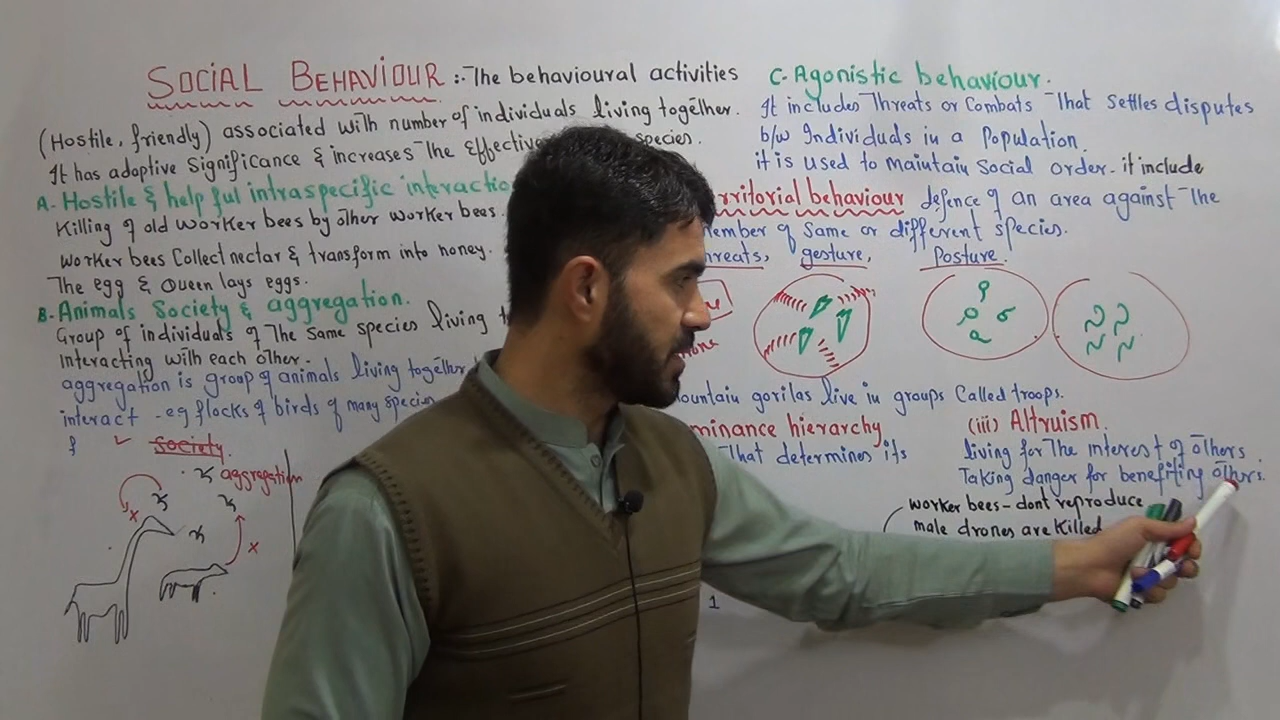 SOCIAL BEHAVIOUR :- The behavioural activities
(Hostile, friendly) associated with number of individuals living together.
It has adoptive significance & increases the effective species.
A- Hostile & helpful intraspecific interactio
Killing of old worker bees by other worker bees.
worker bees Collect nectar & transform into honey.
The egg & Queen lays eggs.
B- Animals Society & aggregation.
Group of individuals of The same species living
interacting with each other.
aggregation is group of animals living together
interact - eg flocks of birds of many species
&
✓ Society
aggregation
x
x
C- Agonistic behaviour.
It includes Threats or Combats That settles disputes
b/w Individuals in a Population.
it is used to maintain Social order. it include
rritorial behaviour defence of an area against The
member of same or different species.
hreats, gesture, Posture.
ountain gorilas live in groups Called troops.
minance hierarchy
That determines its
(iii) Altruism.
living for The interest of others.
Taking danger for benefiting others.
worker bees - dont reproduce
male drones are killed
1